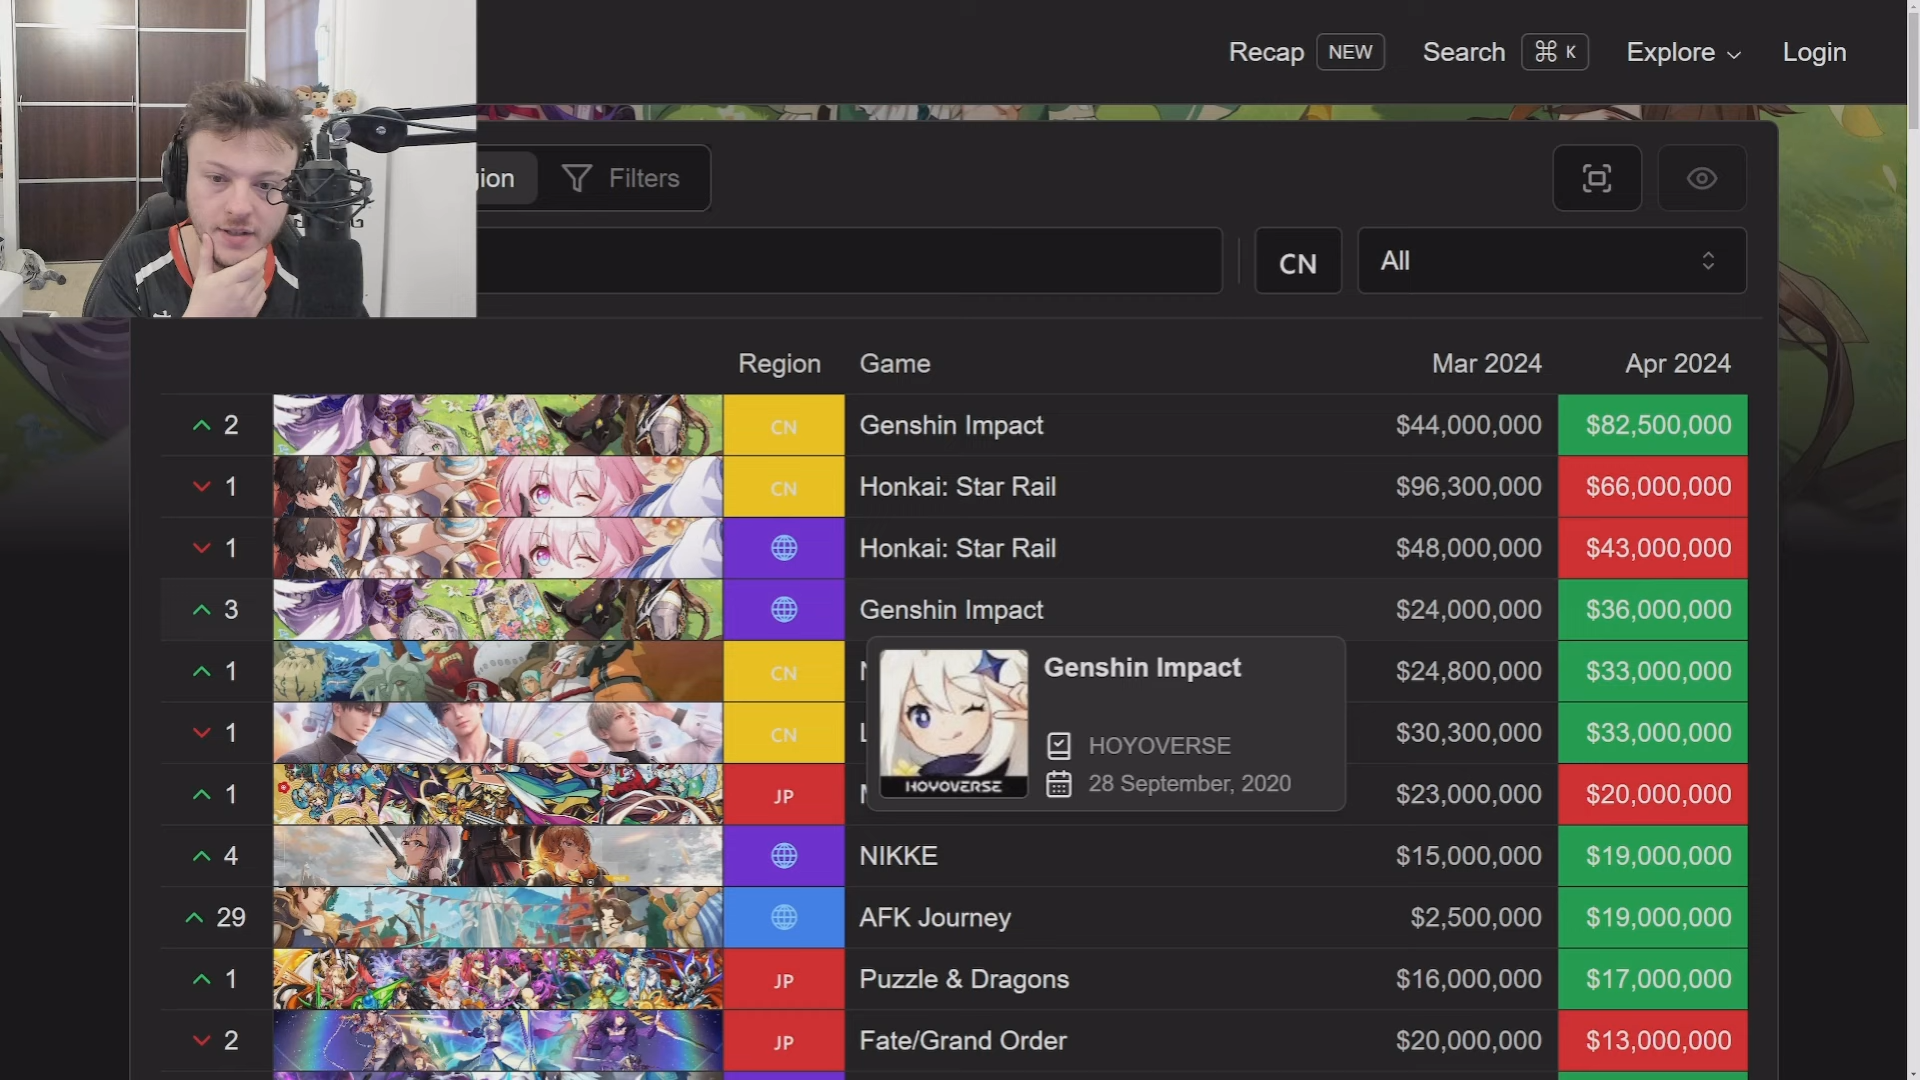 Recap NEW Search ⌘ K Explore Login
gion Filters
CN All
Region Game Mar 2024 Apr 2024
2 CN Genshin Impact $44,000,000 $82,500,000
1 CN Honkai: Star Rail $96,300,000 $66,000,000
1 Honkai: Star Rail $48,000,000 $43,000,000
3 Genshin Impact $24,000,000 $36,000,000
1 CN N $24,800,000 $33,000,000
Genshin Impact
1 CN L $30,300,000 $33,000,000
HOYOVERSE
HOYOVERSE
28 September, 2020
1 JP M $23,000,000 $20,000,000
4 NIKKE $15,000,000 $19,000,000
29 AFK Journey $2,500,000 $19,000,000
1 JP Puzzle & Dragons $16,000,000 $17,000,000
2 JP Fate/Grand Order $20,000,000 $13,000,000